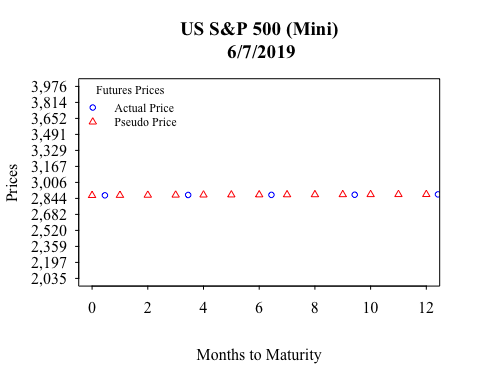 US S&P 500 (Mini)
6/7/2019
Futures Prices
Actual Price
Pseudo Price
Prices
3,976
3,814
3,652
3,491
3,329
3,167
3,006
2,844
2,682
2,520
2,359
2,197
2,035
0 2 4 6 8 10 12
Months to Maturity